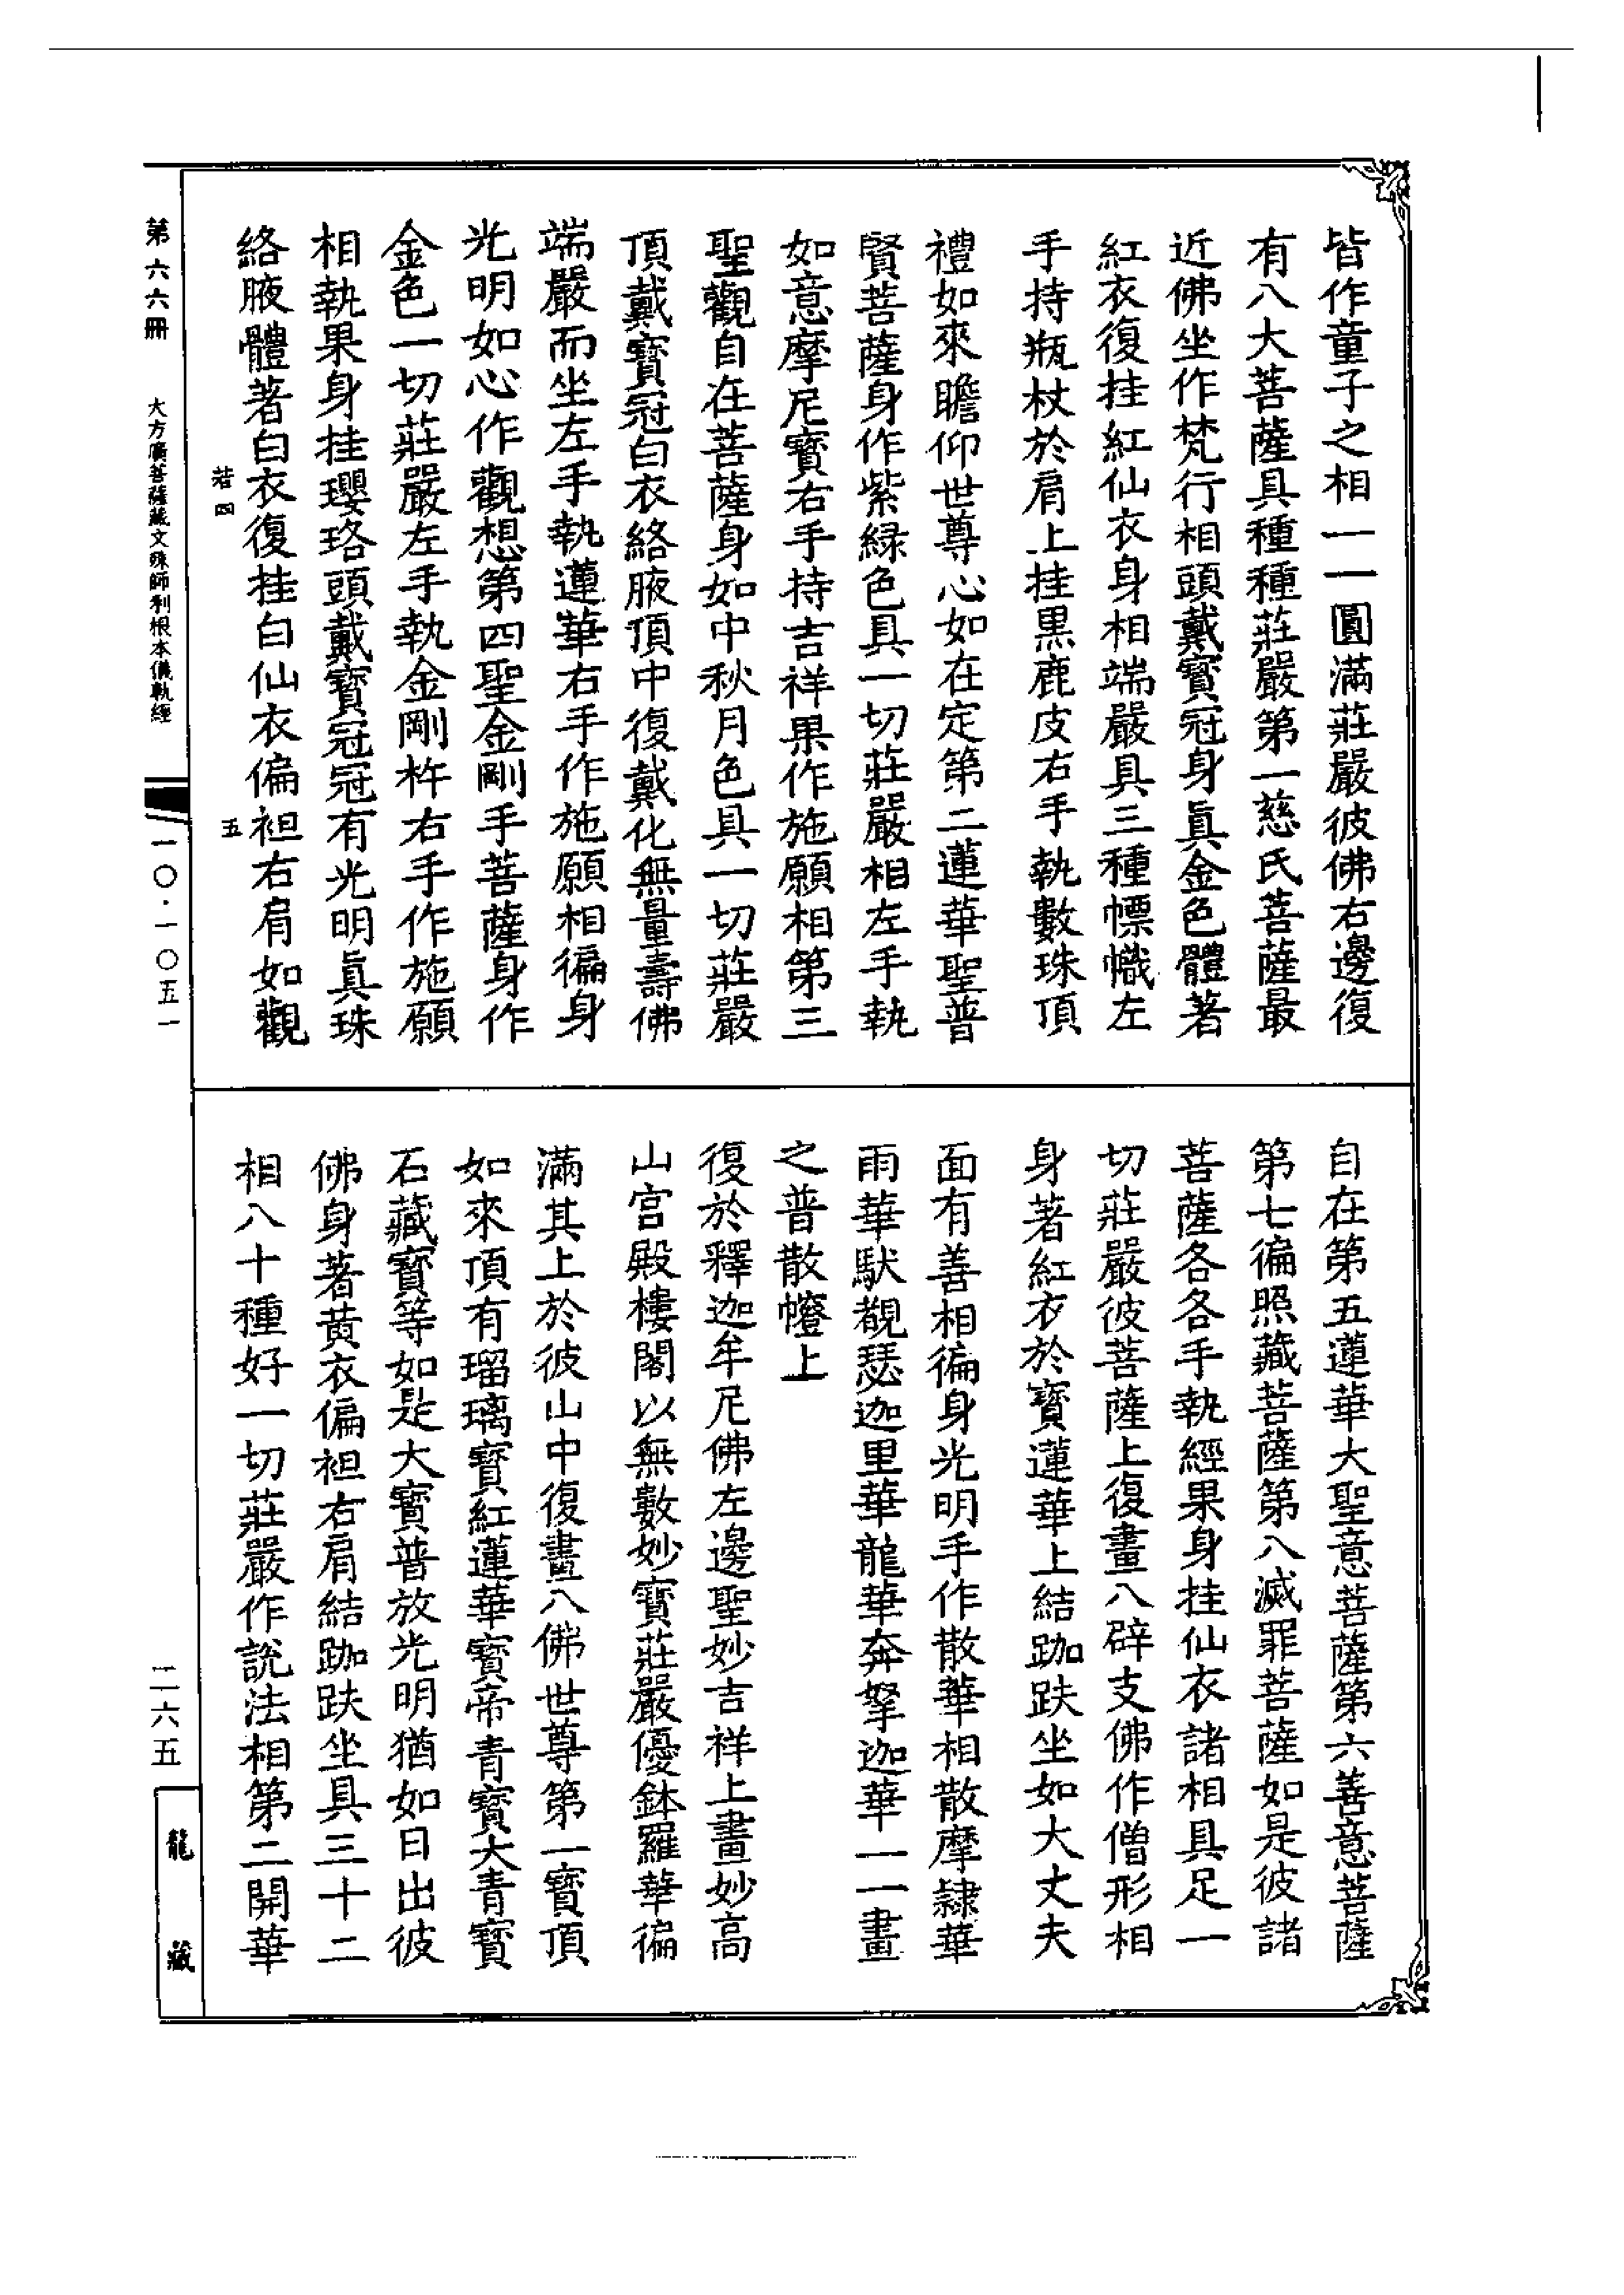 皆作童子之相一一圓滿莊嚴彼佛右邊復
有八大菩薩具種種莊嚴第一慈氏菩薩最
近佛坐作梵行相頭戴寶冠身眞金色體著
紅衣復挂紅仙衣身相端嚴具三種幖幟左
手持瓶杖於肩上挂黑鹿皮右手執數珠頂
禮如來瞻仰世尊心如在定第二蓮華聖普
賢菩薩身作紫緑色具一切莊嚴相左手執
如意摩尼寶右手持吉祥果作施願相第三
聖觀自在菩薩身如中秋月色具一切莊嚴
頂戴寶冠白衣絡腋頂中復戴化無量壽佛
端嚴而坐左手執蓮華右手作施願相徧身
光明如心作觀想第四聖金剛手菩薩身作
金色一切莊嚴左手執金剛杵右手作施願
相執果身挂瓔珞頭戴寶冠冠有光明眞珠
絡腋體著白衣復挂白仙衣偏袒右肩如觀
自在第五蓮華大聖意菩薩第六善意菩薩
第七徧照藏菩薩第八滅罪菩薩如是彼諸
菩薩各各手執經果身挂仙衣諸相具足一
切莊嚴彼菩薩上復畫八辟支佛作僧形相
身著紅衣於寶蓮華上結跏趺坐如大丈夫
面有善相徧身光明手作散華相散摩隷華
雨華馱覩瑟迦里華龍華奔拏迦華一一畫
之普散㡧上
復於釋迦牟尼佛左邊聖妙吉祥上畫妙高
山宮殿樓閣以無數妙寶莊嚴優鉢羅華徧
滿其上於彼山中復畫八佛世尊第一寶頂
如來頂有瑠璃寶紅蓮華寶帝青寶大青寶
石藏寶等如是大寶普放光明猶如日出彼
佛身著黄衣偏袒右肩結跏趺坐具三十二
相八十種好一切莊嚴作說法相第二開華
若四
五
第六六冊
大方廣菩薩藏文殊師利根本儀軌經
一〇·一〇五一
二六五
龍藏